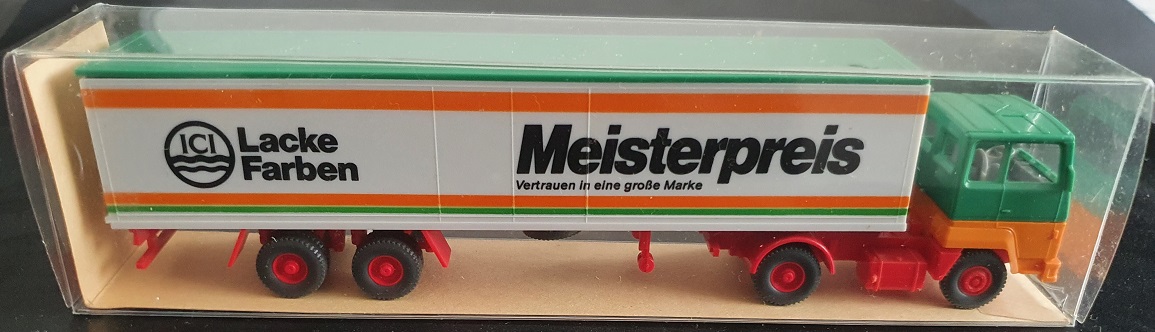 ICI
Lacke
Farben
Meisterpreis
Vertrauen in eine große Marke